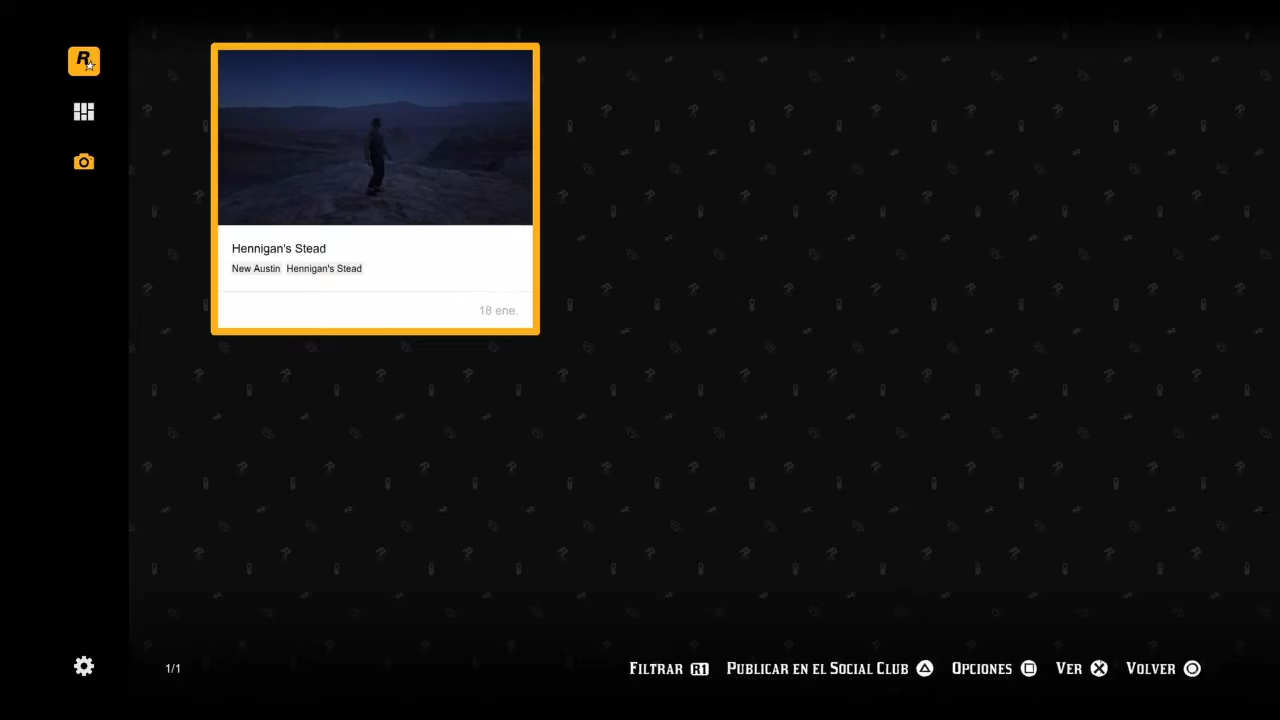 R
Hennigan's Stead
New Austin Hennigan's Stead
18 ene.
1/1 FILTRAR R1 PUBLICAR EN EL SOCIAL CLUB OPCIONES VER VOLVER